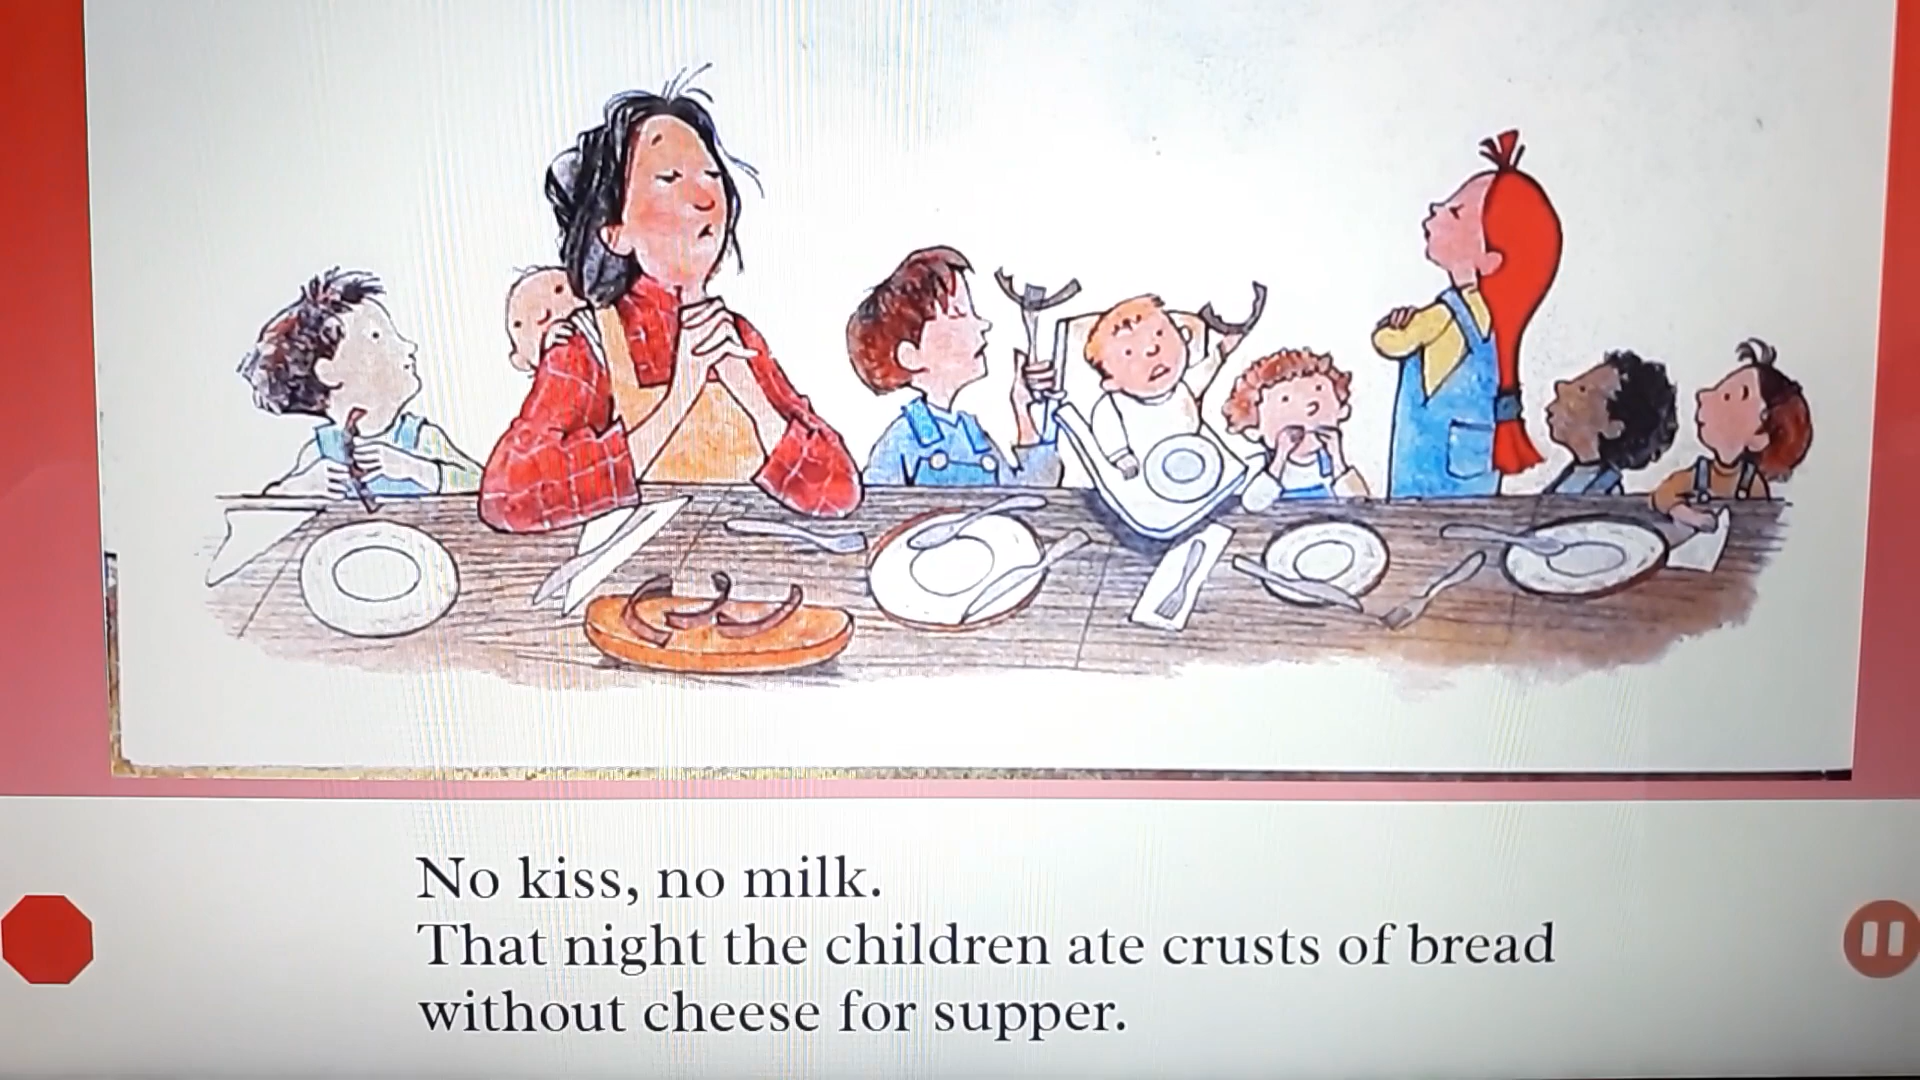 No kiss, no milk.
That night the children ate crusts of bread
without cheese for supper.